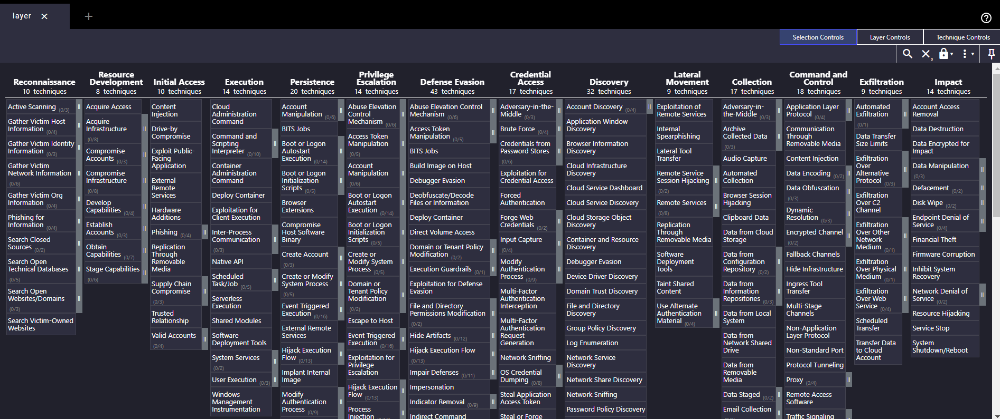 layer
Selection Controls
Layer Controls
Technique Controls
0
Reconnaissance
10 techniques
Active Scanning (0/3)
Gather Victim Host
Information (0/4)
Gather Victim Identity
Information (0/3)
Gather Victim
Network Information
(0/6)
Gather Victim Org
Information (0/4)
Phishing for
Information (0/4)
Search Closed
Sources (0/2)
Search Open
Technical Databases
(0/5)
Search Open
Websites/Domains
(0/3)
Search Victim-Owned
Websites
Resource
Development
8 techniques
Acquire Access
Acquire
Infrastructure
(0/8)
Compromise
Accounts (0/3)
Compromise
Infrastructure
(0/8)
Develop
Capabilities (0/4)
Establish
Accounts (0/3)
Obtain
Capabilities (0/7)
Stage Capabilities
(0/6)
Initial Access
10 techniques
Content
Injection
Drive-by
Compromise
Exploit Public-
Facing
Application
External
Remote
Services
Hardware
Additions
Phishing (0/4)
Replication
Through
Removable
Media
Supply Chain
Compromise
(0/3)
Trusted
Relationship
Valid Accounts
(0/4)
Execution
14 techniques
Cloud
Administration
Command
Command and
Scripting
Interpreter (0/10)
Container
Administration
Command
Deploy Container
Exploitation for
Client Execution
Inter-Process
Communication
(0/3)
Native API
Scheduled
Task/Job (0/5)
Serverless
Execution
Shared Modules
Software
Deployment Tools
System Services
(0/2)
User Execution (0/3)
Windows
Management
Instrumentation
Persistence
20 techniques
Account
Manipulation (0/6)
BITS Jobs
Boot or Logon
Autostart
Execution (0/14)
Boot or Logon
Initialization
Scripts (0/5)
Browser
Extensions
Compromise
Host Software
Binary
Create Account
(0/3)
Create or Modify
System Process
(0/5)
Event Triggered
Execution (0/16)
External Remote
Services
Hijack Execution
Flow (0/13)
Implant Internal
Image
Modify
Authentication
Process (0/9)
Privilege
Escalation
14 techniques
Abuse Elevation
Control
Mechanism (0/6)
Access Token
Manipulation
(0/5)
Account
Manipulation
(0/6)
Boot or Logon
Autostart
Execution (0/14)
Boot or Logon
Initialization
Scripts (0/5)
Create or
Modify System
Process (0/5)
Domain or
Tenant Policy
Modification
(0/2)
Escape to Host
Event Triggered
Execution (0/16)
Exploitation for
Privilege
Escalation
Hijack Execution
Flow (0/13)
Process
Injection
Defense Evasion
43 techniques
Abuse Elevation Control
Mechanism (0/6)
Access Token
Manipulation (0/5)
BITS Jobs
Build Image on Host
Debugger Evasion
Deobfuscate/Decode
Files or Information
Deploy Container
Direct Volume Access
Domain or Tenant Policy
Modification (0/2)
Execution Guardrails (0/1)
Exploitation for Defense
Evasion
File and Directory
Permissions Modification
(0/2)
Hide Artifacts (0/12)
Hijack Execution Flow
(0/13)
Impair Defenses (0/11)
Impersonation
Indicator Removal (0/9)
Indirect Command
Credential
Access
17 techniques
Adversary-in-the-
Middle (0/3)
Brute Force (0/4)
Credentials from
Password Stores
(0/6)
Exploitation for
Credential Access
Forced
Authentication
Forge Web
Credentials (0/2)
Input Capture
(0/4)
Modify
Authentication
Process (0/9)
Multi-Factor
Authentication
Interception
Multi-Factor
Authentication
Request
Generation
Network Sniffing
OS Credential
Dumping (0/8)
Steal Application
Access Token
Steal or Forge
Discovery
32 techniques
Account Discovery (0/4)
Application Window
Discovery
Browser Information
Discovery
Cloud Infrastructure
Discovery
Cloud Service Dashboard
Cloud Service Discovery
Cloud Storage Object
Discovery
Container and Resource
Discovery
Debugger Evasion
Device Driver Discovery
Domain Trust Discovery
File and Directory
Discovery
Group Policy Discovery
Log Enumeration
Network Service
Discovery
Network Share Discovery
Network Sniffing
Password Policy Discovery
Lateral
Movement
9 techniques
Exploitation of
Remote Services
Internal
Spearphishing
Lateral Tool
Transfer
Remote Service
Session Hijacking
(0/2)
Remote Services
(0/8)
Replication
Through
Removable Media
Software
Deployment
Tools
Taint Shared
Content
Use Alternate
Authentication
Material (0/4)
Collection
17 techniques
Adversary-in-
the-Middle (0/3)
Archive
Collected Data
(0/3)
Audio Capture
Automated
Collection
Browser Session
Hijacking
Clipboard Data
Data from Cloud
Storage
Data from
Configuration
Repository (0/2)
Data from
Information
Repositories (0/3)
Data from Local
System
Data from
Network Shared
Drive
Data from
Removable
Media
Data Staged (0/2)
Email Collection
Command and
Control
18 techniques
Application Layer
Protocol (0/4)
Communication
Through
Removable Media
Content Injection
Data Encoding (0/2)
Data Obfuscation
(0/3)
Dynamic
Resolution (0/3)
Encrypted Channel
(0/2)
Fallback Channels
Hide Infrastructure
Ingress Tool
Transfer
Multi-Stage
Channels
Non-Application
Layer Protocol
Non-Standard Port
Protocol Tunneling
Proxy (0/4)
Remote Access
Software
Traffic Signaling
Exfiltration
9 techniques
Automated
Exfiltration
(0/1)
Data Transfer
Size Limits
Exfiltration
Over
Alternative
Protocol (0/3)
Exfiltration
Over C2
Channel
Exfiltration
Over Other
Network
Medium (0/1)
Exfiltration
Over Physical
Medium (0/1)
Exfiltration
Over Web
Service (0/4)
Scheduled
Transfer
Transfer Data
to Cloud
Account
Impact
14 techniques
Account Access
Removal
Data Destruction
Data Encrypted for
Impact
Data Manipulation
(0/3)
Defacement (0/2)
Disk Wipe (0/2)
Endpoint Denial of
Service (0/4)
Financial Theft
Firmware Corruption
Inhibit System
Recovery
Network Denial of
Service (0/2)
Resource Hijacking
Service Stop
System
Shutdown/Reboot